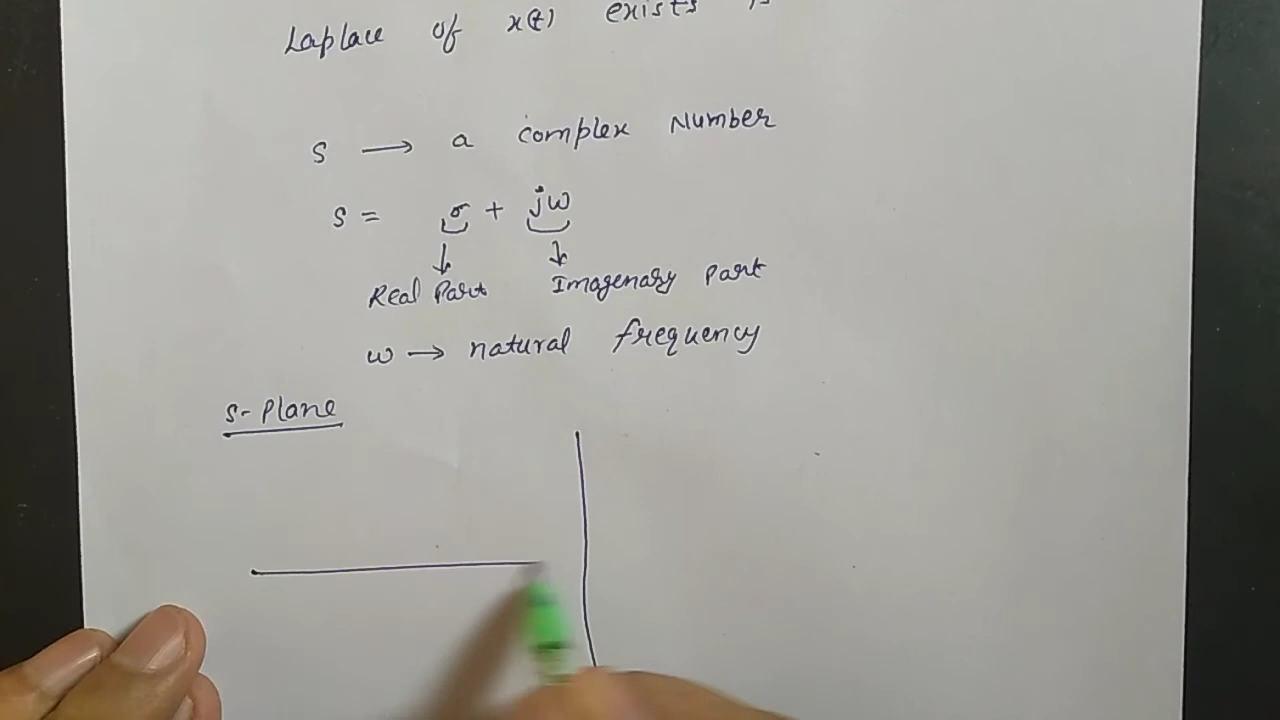 Laplace of x(t) exists
s → a complex Number
s = σ + jω
Real Part Imagenary part
ω → natural frequency
s-Plane